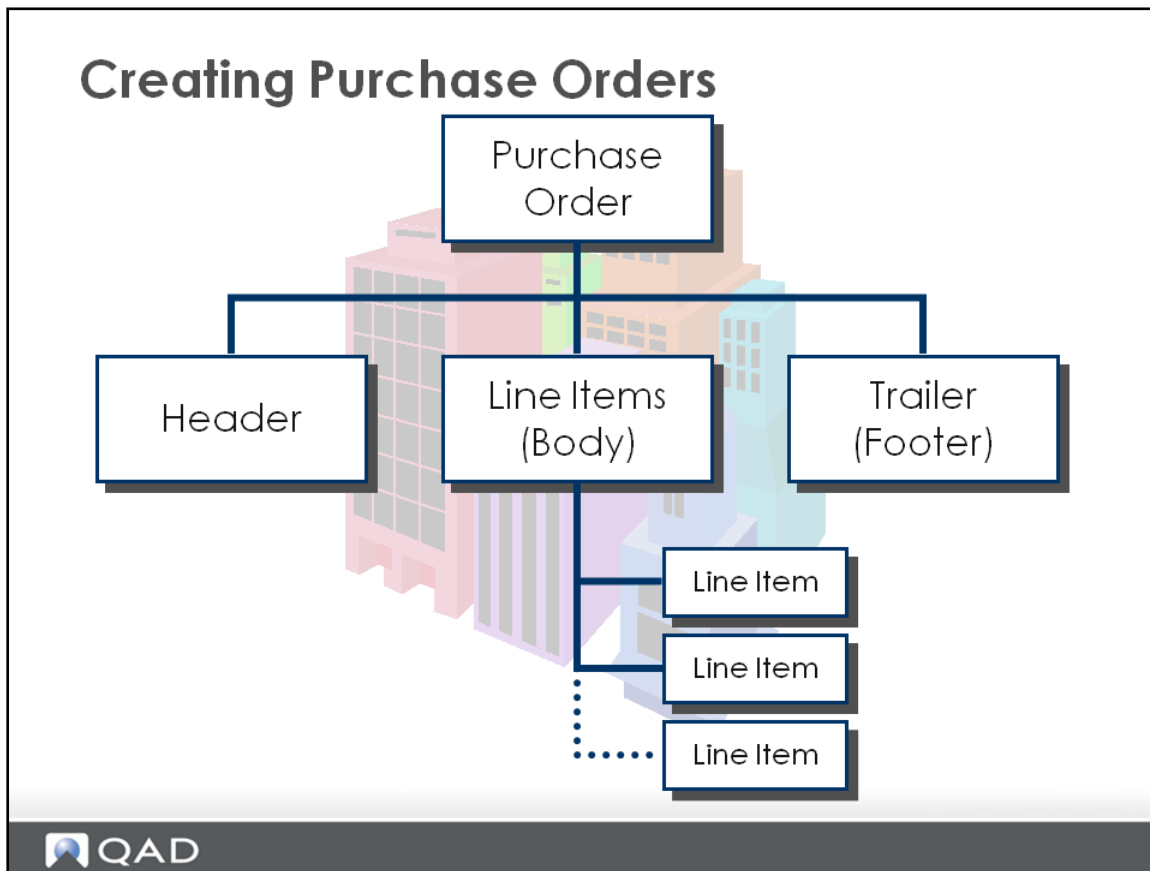 Creating Purchase Orders
Purchase
Order
Header
Line Items
(Body)
Trailer
(Footer)
Line Item
Line Item
Line Item
QAD